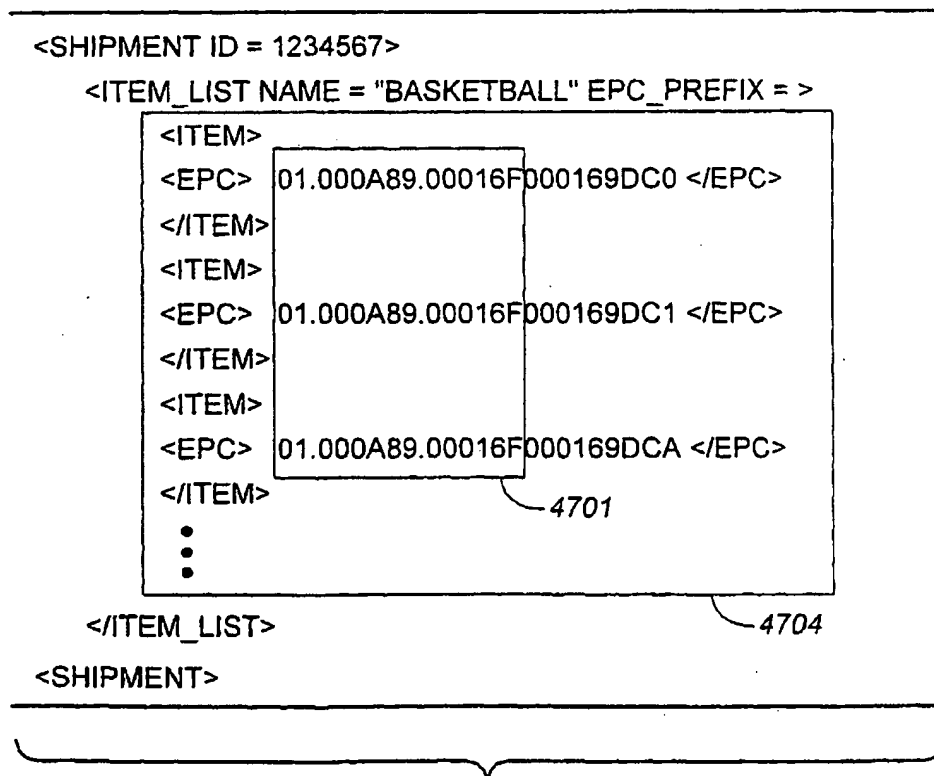 <SHIPMENT ID = 1234567>
<ITEM_LIST NAME = "BASKETBALL" EPC_PREFIX = >
<ITEM>
<EPC> 01.000A89.00016F000169DC0 </EPC>
</ITEM>
<ITEM>
<EPC> 01.000A89.00016F000169DC1 </EPC>
</ITEM>
<ITEM>
<EPC> 01.000A89.00016F000169DCA </EPC>
</ITEM>
4701
</ITEM_LIST>
4704
<SHIPMENT>